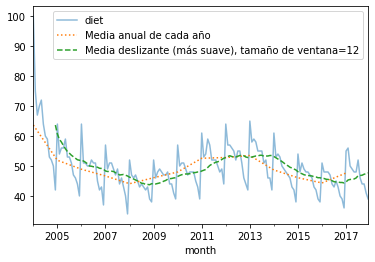 100
90
80
70
60
50
40
diet
Media anual de cada año
Media deslizante (más suave), tamaño de ventana=12
2005 2007 2009 2011 2013 2015 2017
month